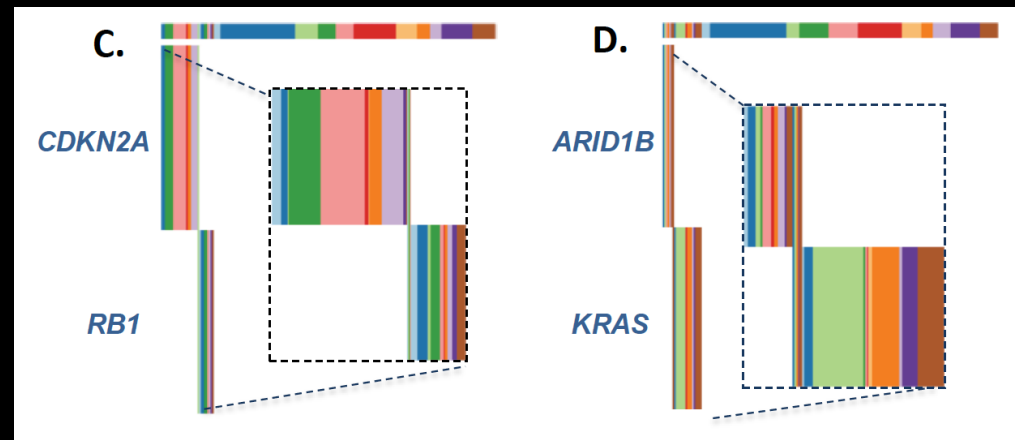 C.
CDKN2A
RB1
D.
ARID1B
KRAS